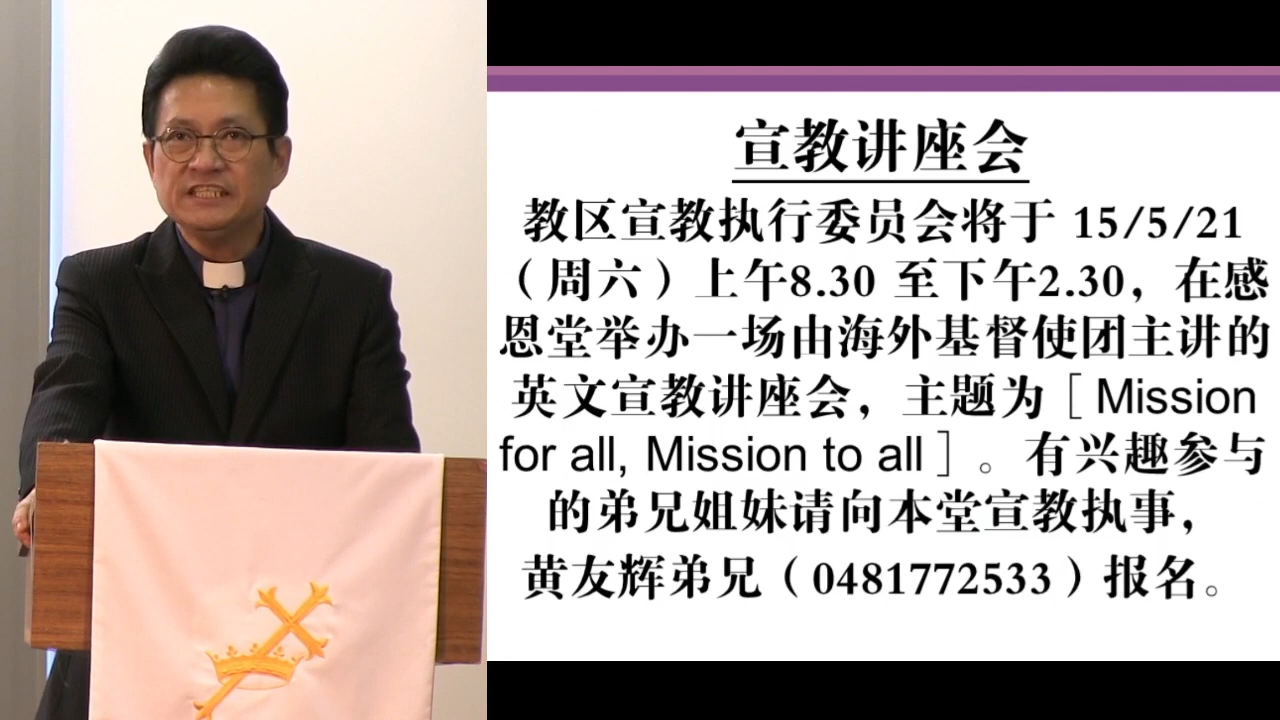 宣教讲座会
教区宣教执行委员会将于 15/5/21
（周六）上午8.30 至下午2.30，在感
恩堂举办一场由海外基督使团主讲的
英文宣教讲座会，主题为［Mission
for all, Mission to all］。有兴趣参与
的弟兄姐妹请向本堂宣教执事，
黄友辉弟兄（0481772533）报名。